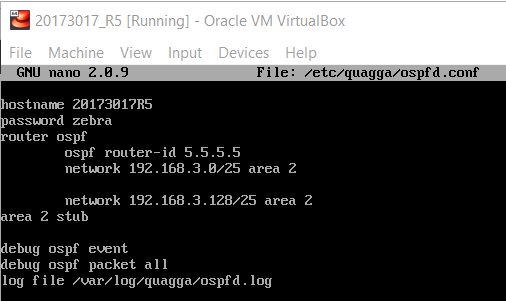 20173017_R5 [Running] - Oracle VM VirtualBox
File Machine View Input Devices Help
GNU nano 2.0.9 File: /etc/quagga/ospfd.conf
hostname 20173017R5
password zebra
router ospf
ospf router-id 5.5.5.5
network 192.168.3.0/25 area 2
network 192.168.3.128/25 area 2
area 2 stub
debug ospf event
debug ospf packet all
log file /var/log/quagga/ospfd.log